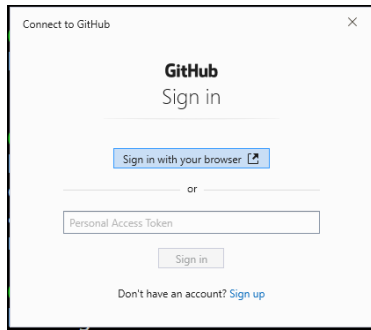 Connect to GitHub
GitHub
Sign in
Sign in with your browser
or
Personal Access Token
Sign in
Don't have an account? Sign up